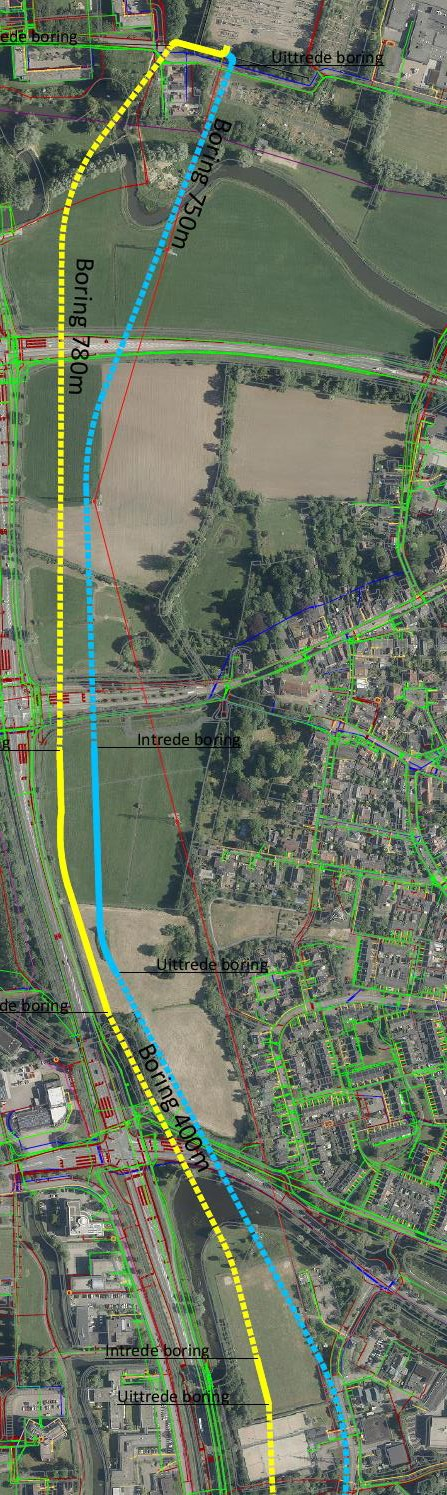 ede boring
Uittrede boring
Boring 750m
Boring 780m
g
Intrede boring
Uittrede boring
de boring
Boring 400m
Intrede boring
Uittrede boring